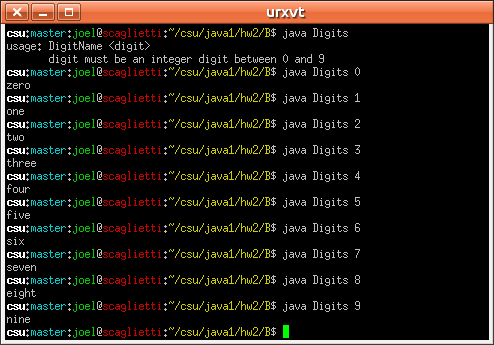 urxvt
csu:master:joel@scaglietti:~/csu/java1/hw2/B$ java Digits
usage: DigitName <digit>
       digit must be an integer digit between 0 and 9
csu:master:joel@scaglietti:~/csu/java1/hw2/B$ java Digits 0
zero
csu:master:joel@scaglietti:~/csu/java1/hw2/B$ java Digits 1
one
csu:master:joel@scaglietti:~/csu/java1/hw2/B$ java Digits 2
two
csu:master:joel@scaglietti:~/csu/java1/hw2/B$ java Digits 3
three
csu:master:joel@scaglietti:~/csu/java1/hw2/B$ java Digits 4
four
csu:master:joel@scaglietti:~/csu/java1/hw2/B$ java Digits 5
five
csu:master:joel@scaglietti:~/csu/java1/hw2/B$ java Digits 6
six
csu:master:joel@scaglietti:~/csu/java1/hw2/B$ java Digits 7
seven
csu:master:joel@scaglietti:~/csu/java1/hw2/B$ java Digits 8
eight
csu:master:joel@scaglietti:~/csu/java1/hw2/B$ java Digits 9
nine
csu:master:joel@scaglietti:~/csu/java1/hw2/B$